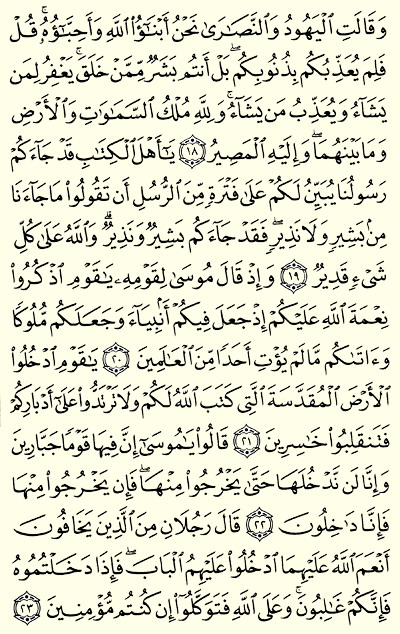 وَقَالَتِ ٱلْيَهُودُ وَٱلنَّصَـٰرَىٰ نَحْنُ أَبْنَـٰٓؤُا۟ ٱللَّهِ وَأَحِبَّـٰٓؤُهُۥ ۚ قُلْ
فَلِمَ يُعَذِّبُكُم بِذُنُوبِكُم ۖ بَلْ أَنتُم بَشَرٌ مِّمَّنْ خَلَقَ ۚ يَغْفِرُ لِمَن
يَشَآءُ وَيُعَذِّبُ مَن يَشَآءُ ۚ وَلِلَّهِ مُلْكُ ٱلسَّمَـٰوَٰتِ وَٱلْأَرْضِ
وَمَا بَيْنَهُمَا ۖ وَإِلَيْهِ ٱلْمَصِيرُ ١٨ يَـٰٓأَهْلَ ٱلْكِتَـٰبِ قَدْ جَآءَكُمْ
رَسُولُنَا يُبَيِّنُ لَكُمْ عَلَىٰ فَتْرَةٍ مِّنَ ٱلرُّسُلِ أَن تَقُولُوا۟ مَا جَآءَنَا
مِنۢ بَشِيرٍ وَلَا نَذِيرٍ ۖ فَقَدْ جَآءَكُم بَشِيرٌ وَنَذِيرٌ ۗ وَٱللَّهُ عَلَىٰ كُلِّ
شَىْءٍ قَدِيرٌ ١٩ وَإِذْ قَالَ مُوسَىٰ لِقَوْمِهِۦ يَـٰقَوْمِ ٱذْكُرُوا۟
نِعْمَةَ ٱللَّهِ عَلَيْكُمْ إِذْ جَعَلَ فِيكُمْ أَنۢبِيَآءَ وَجَعَلَكُم مُّلُوكًا
وَءَاتَىٰكُم مَّا لَمْ يُؤْتِ أَحَدًا مِّنَ ٱلْعَـٰلَمِينَ ٢٠ يَـٰقَوْمِ ٱدْخُلُوا۟
ٱلْأَرْضَ ٱلْمُقَدَّسَةَ ٱلَّتِى كَتَبَ ٱللَّهُ لَكُمْ وَلَا تَرْتَدُّوا۟ عَلَىٰٓ أَدْبَارِكُمْ
فَتَنقَلِبُوا۟ خَـٰسِرِينَ ٢١ قَالُوا۟ يَـٰمُوسَىٰٓ إِنَّ فِيهَا قَوْمًا جَبَّارِينَ
وَإِنَّا لَن نَّدْخُلَهَا حَتَّىٰ يَخْرُجُوا۟ مِنْهَا ۖ فَإِن يَخْرُجُوا۟ مِنْهَا
فَإِنَّا دَٰخِلُونَ ٢٢ قَالَ رَجُلَانِ مِنَ ٱلَّذِينَ يَخَافُونَ
أَنْعَمَ ٱللَّهُ عَلَيْهِمَا ٱدْخُلُوا۟ عَلَيْهِمُ ٱلْبَابَ ۖ فَإِذَا دَخَلْتُمُوهُ
فَإِنَّكُمْ غَـٰلِبُونَ ۚ وَعَلَى ٱللَّهِ فَتَوَكَّلُوٓا۟ إِن كُنتُم مُّؤْمِنِينَ ٢٣